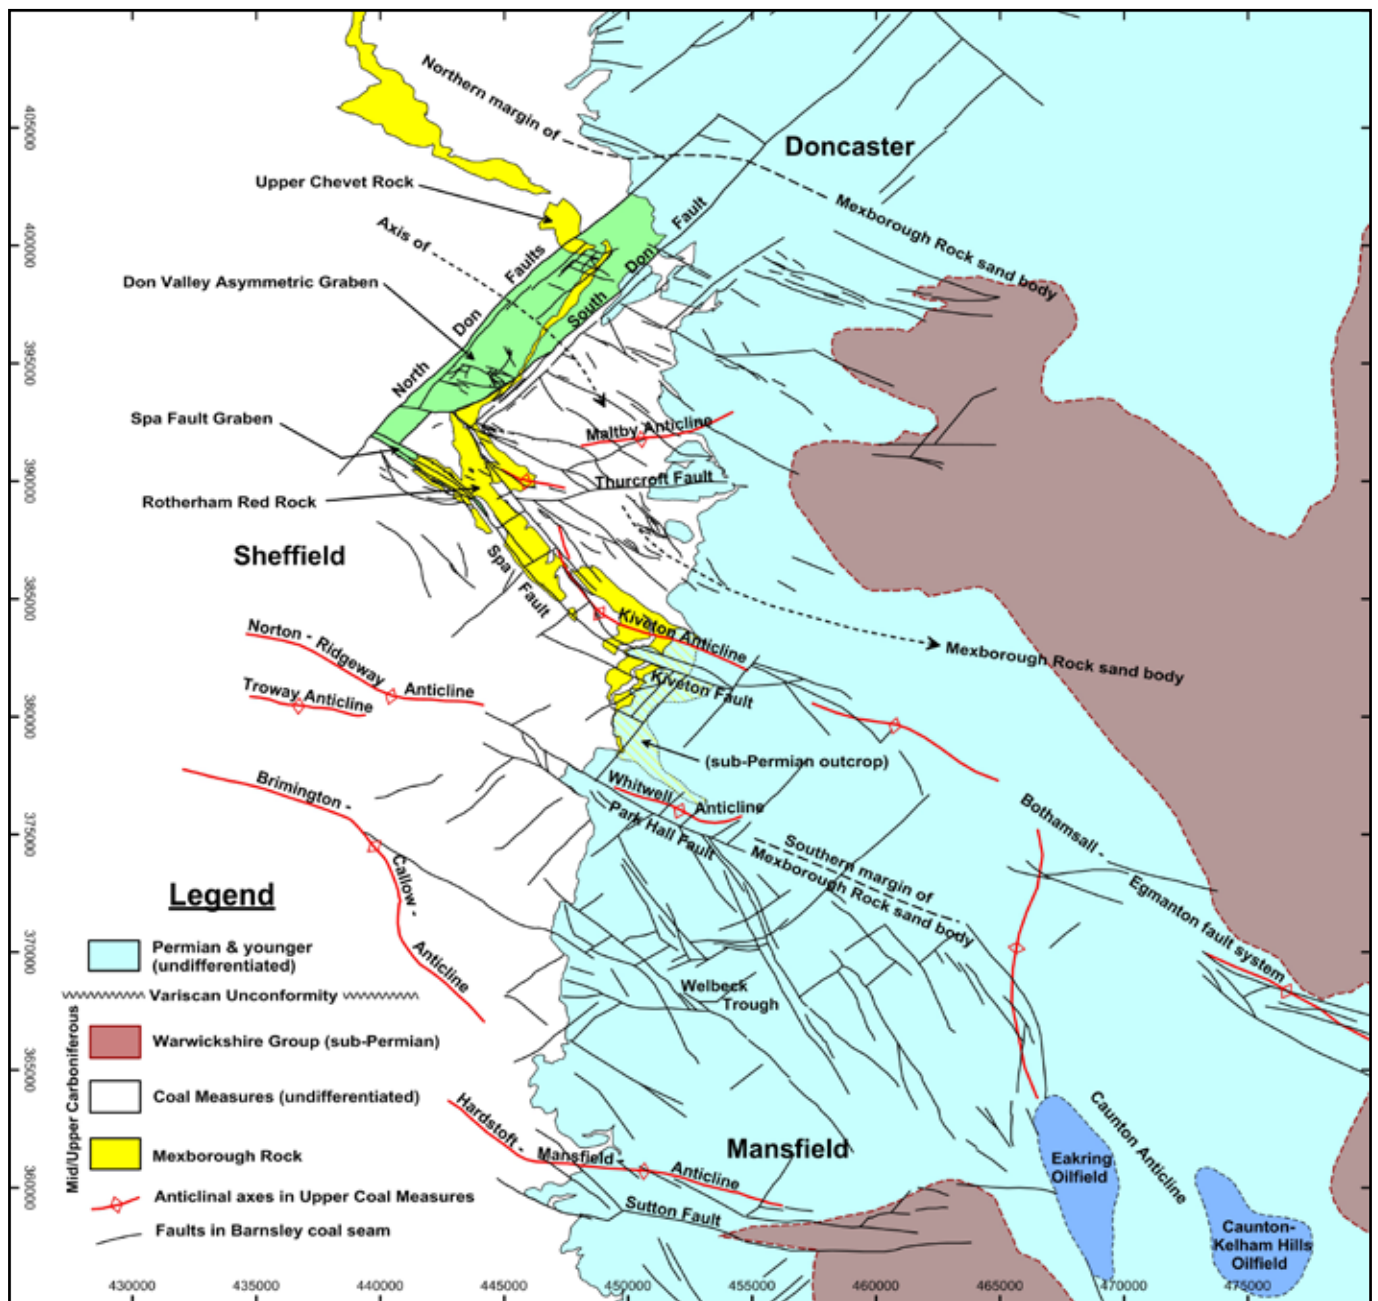 Northern margin of
Doncaster
Mexborough Rock sand body
Upper Chevet Rock
Axis of
Don Valley Asymmetric Graben
North Don Faults
South Don Fault
Spa Fault Graben
Maltby Anticline
Thurcroft Fault
Rotherham Red Rock
Sheffield
Spa Fault
Kiveton Anticline
Mexborough Rock sand body
Norton - Ridgeway Anticline
Troway Anticline
Kiveton Fault
(sub-Permian outcrop)
Brimington - Callow - Anticline
Whitwell Anticline
Park Hall Fault
Southern margin of
Mexborough Rock sand body
Bothamsall - Egmanton fault system
Welbeck
Trough
Legend
Permian & younger
(undifferentiated)
Variscan Unconformity
Mid/Upper Carboniferous
Warwickshire Group (sub-Permian)
Coal Measures (undifferentiated)
Mexborough Rock
Anticlinal axes in Upper Coal Measures
Faults in Barnsley coal seam
Hardstoft - Mansfield - Anticline
Mansfield
Sutton Fault
Caunton Anticline
Eakring
Oilfield
Caunton-
Kelham Hills
Oilfield
405000
400000
395000
390000
385000
380000
375000
370000
365000
360000
430000
435000
440000
445000
450000
455000
460000
465000
470000
475000